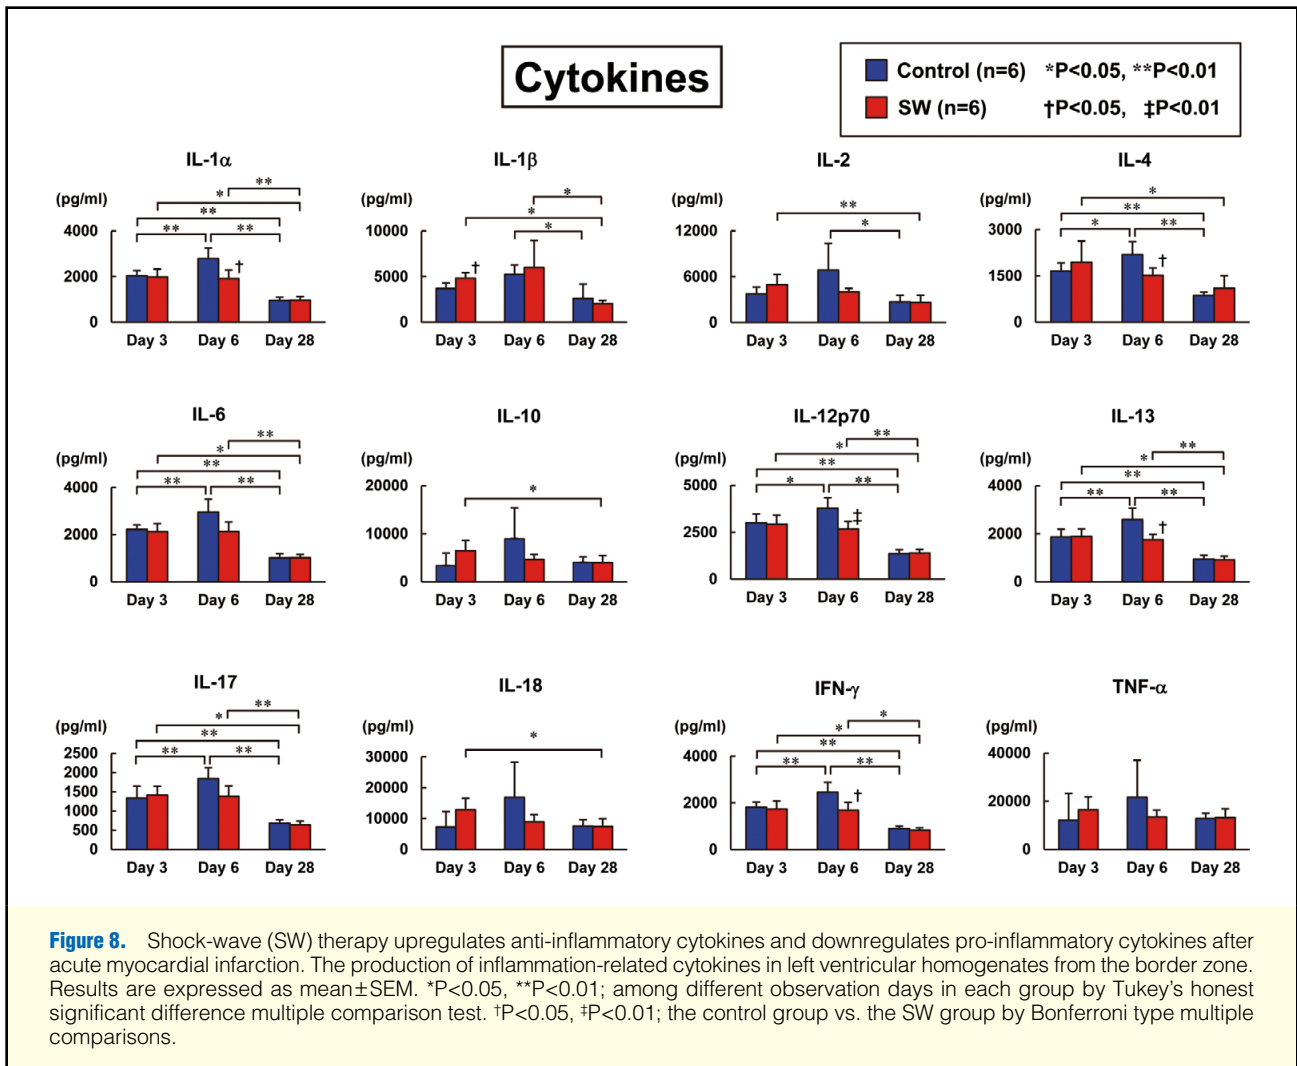 Cytokines
Control (n=6) *P<0.05, **P<0.01
SW (n=6) †P<0.05, ‡P<0.01
IL-1α
(pg/ml)
**
*
**
** **
†
4000
2000
0
Day 3 Day 6 Day 28
IL-1β
(pg/ml)
*
*
*
†
10000
5000
0
Day 3 Day 6 Day 28
IL-2
(pg/ml)
**
*
12000
6000
0
Day 3 Day 6 Day 28
IL-4
(pg/ml)
*
**
* **
†
3000
1500
0
Day 3 Day 6 Day 28
IL-6
(pg/ml)
**
*
**
** **
4000
2000
0
Day 3 Day 6 Day 28
IL-10
(pg/ml)
*
20000
10000
0
Day 3 Day 6 Day 28
IL-12p70
(pg/ml)
**
*
**
* **
‡
5000
2500
0
Day 3 Day 6 Day 28
IL-13
(pg/ml)
**
*
**
** **
†
4000
2000
0
Day 3 Day 6 Day 28
IL-17
(pg/ml)
**
*
**
** **
2500
2000
1500
1000
500
0
Day 3 Day 6 Day 28
IL-18
(pg/ml)
*
30000
20000
10000
0
Day 3 Day 6 Day 28
IFN-γ
(pg/ml)
*
*
**
** **
†
4000
2000
0
Day 3 Day 6 Day 28
TNF-α
(pg/ml)
40000
20000
0
Day 3 Day 6 Day 28
Figure 8. Shock-wave (SW) therapy upregulates anti-inflammatory cytokines and downregulates pro-inflammatory cytokines after
acute myocardial infarction. The production of inflammation-related cytokines in left ventricular homogenates from the border zone.
Results are expressed as mean±SEM. *P<0.05, **P<0.01; among different observation days in each group by Tukey's honest
significant difference multiple comparison test. †P<0.05, ‡P<0.01; the control group vs. the SW group by Bonferroni type multiple
comparisons.